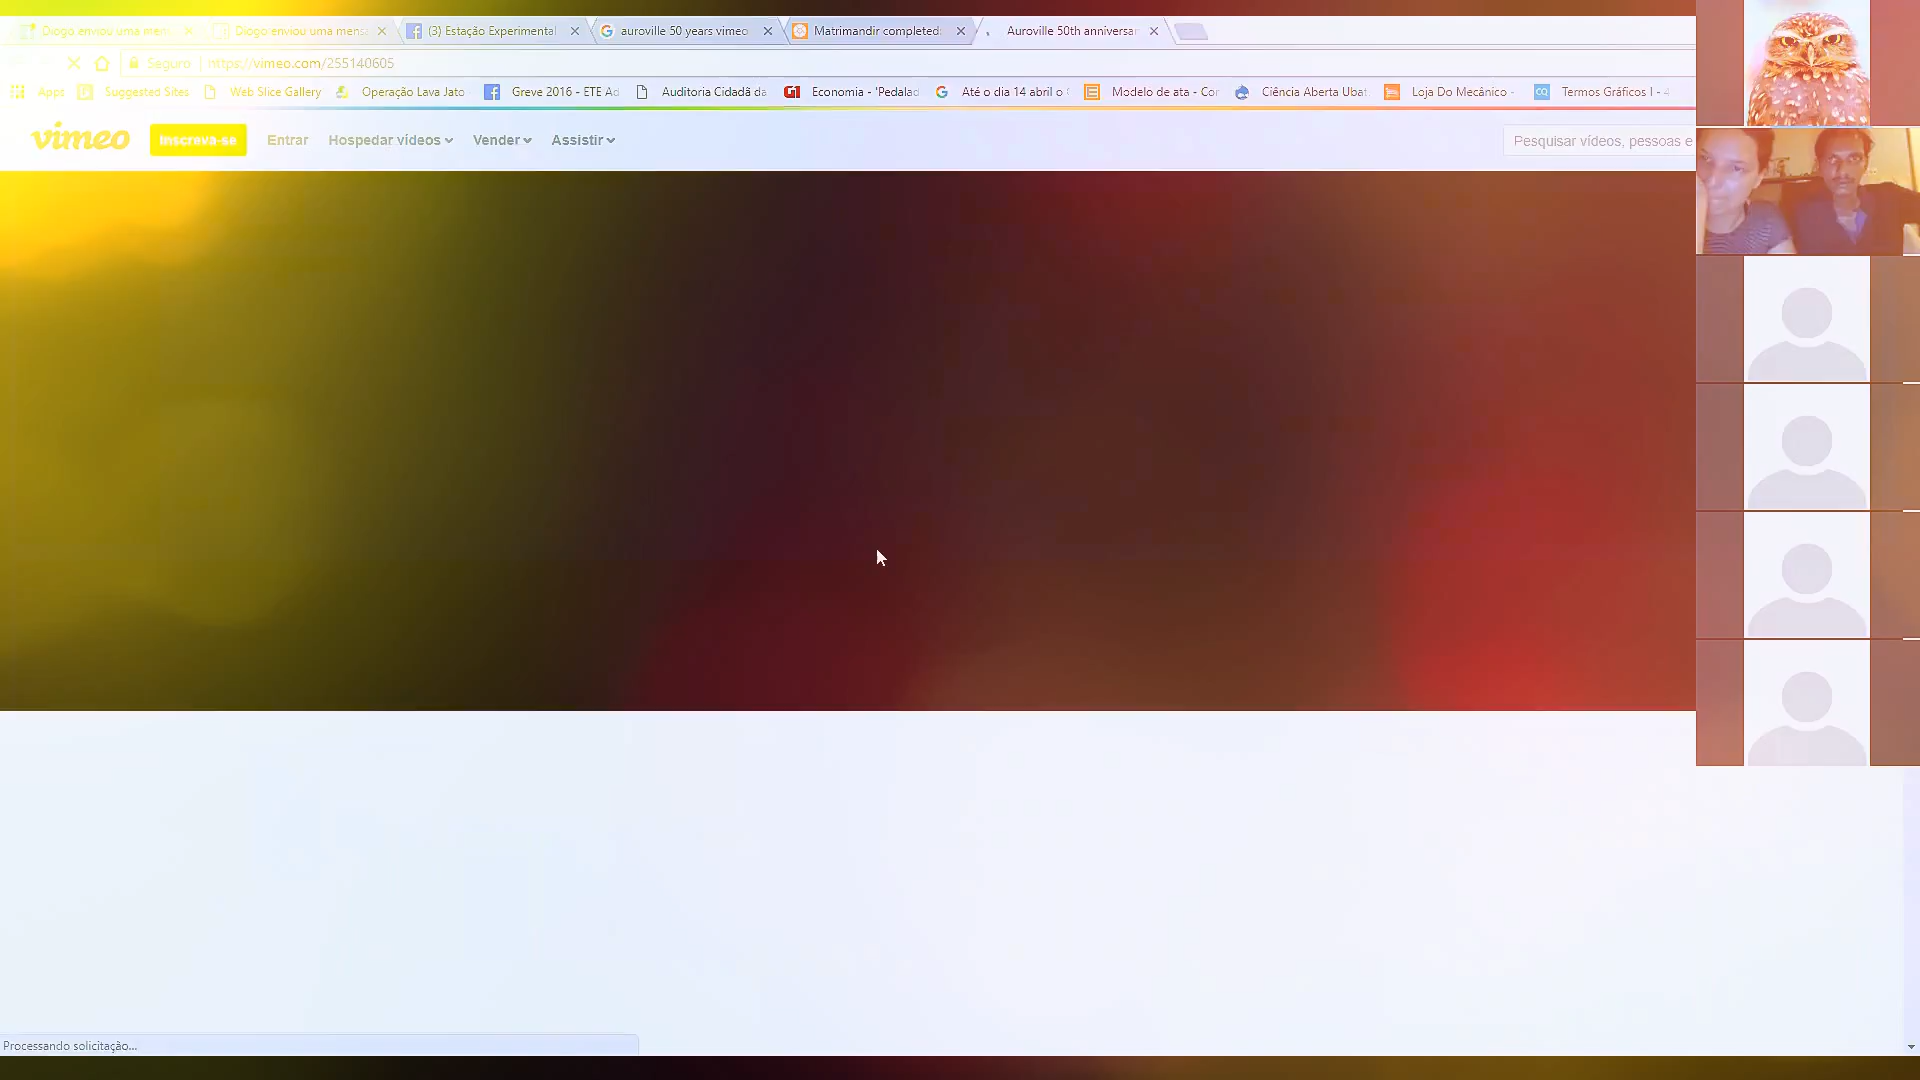 Diogo enviou uma mens
Diogo enviou uma mensa
(3) Estação Experimental
auroville 50 years vimeo
Matrimandir completed:
Auroville 50th anniversar
Seguro | https://vimeo.com/255140605
Apps
Suggested Sites
Web Slice Gallery
Operação Lava Jato
Greve 2016 - ETE Ad
Auditoria Cidadã da
G1 Economia - 'Pedalad
Até o dia 14 abril o
Modelo de ata - Cor
Ciência Aberta Ubat
Loja Do Mecânico -
CQ Termos Gráficos I - 4
vimeo
Inscreva-se
Entrar
Hospedar vídeos
Vender
Assistir
Pesquisar vídeos, pessoas e
Processando solicitação...